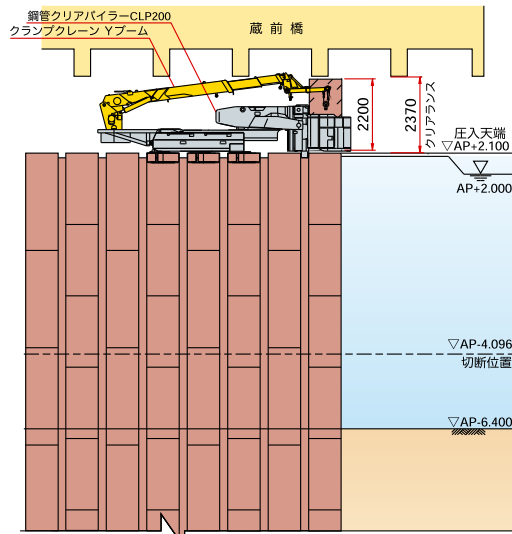 鋼管クリアパイラーCLP200
クランプクレーン Yブーム
蔵前橋
2200
2370
クリアランス
圧入天端
▽AP+2.100
AP+2.000
▽AP-4.096
切断位置
▽AP-6.400